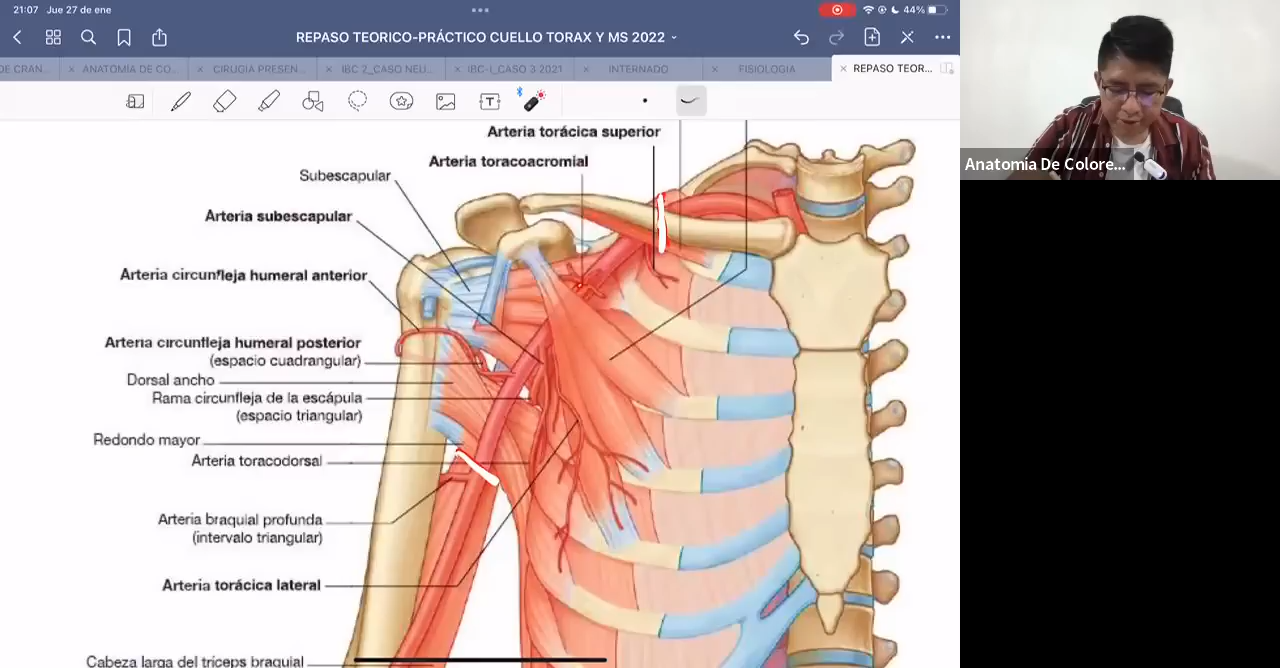 21:07 Jue 27 de ene
44%
REPASO TEORICO-PRÁCTICO CUELLO TORAX Y MS 2022
DE CRAN...
ANATOMIA DE CO...
CIRUGIA PRESEN...
IBC 2_CASO NEU...
IBC-I_CASO 3 2021
INTERNADO
FISIOLOGIA
REPASO TEOR...
Arteria torácica superior
Arteria toracoacromial
Subescapular
Arteria subescapular
Arteria circunfleja humeral anterior
Arteria circunfleja humeral posterior
(espacio cuadrangular)
Dorsal ancho
Rama circunfleja de la escápula
(espacio triangular)
Redondo mayor
Arteria toracodorsal
Arteria braquial profunda
(intervalo triangular)
Arteria torácica lateral
Cabeza larga del tríceps braquial
Anatomía De Colore...